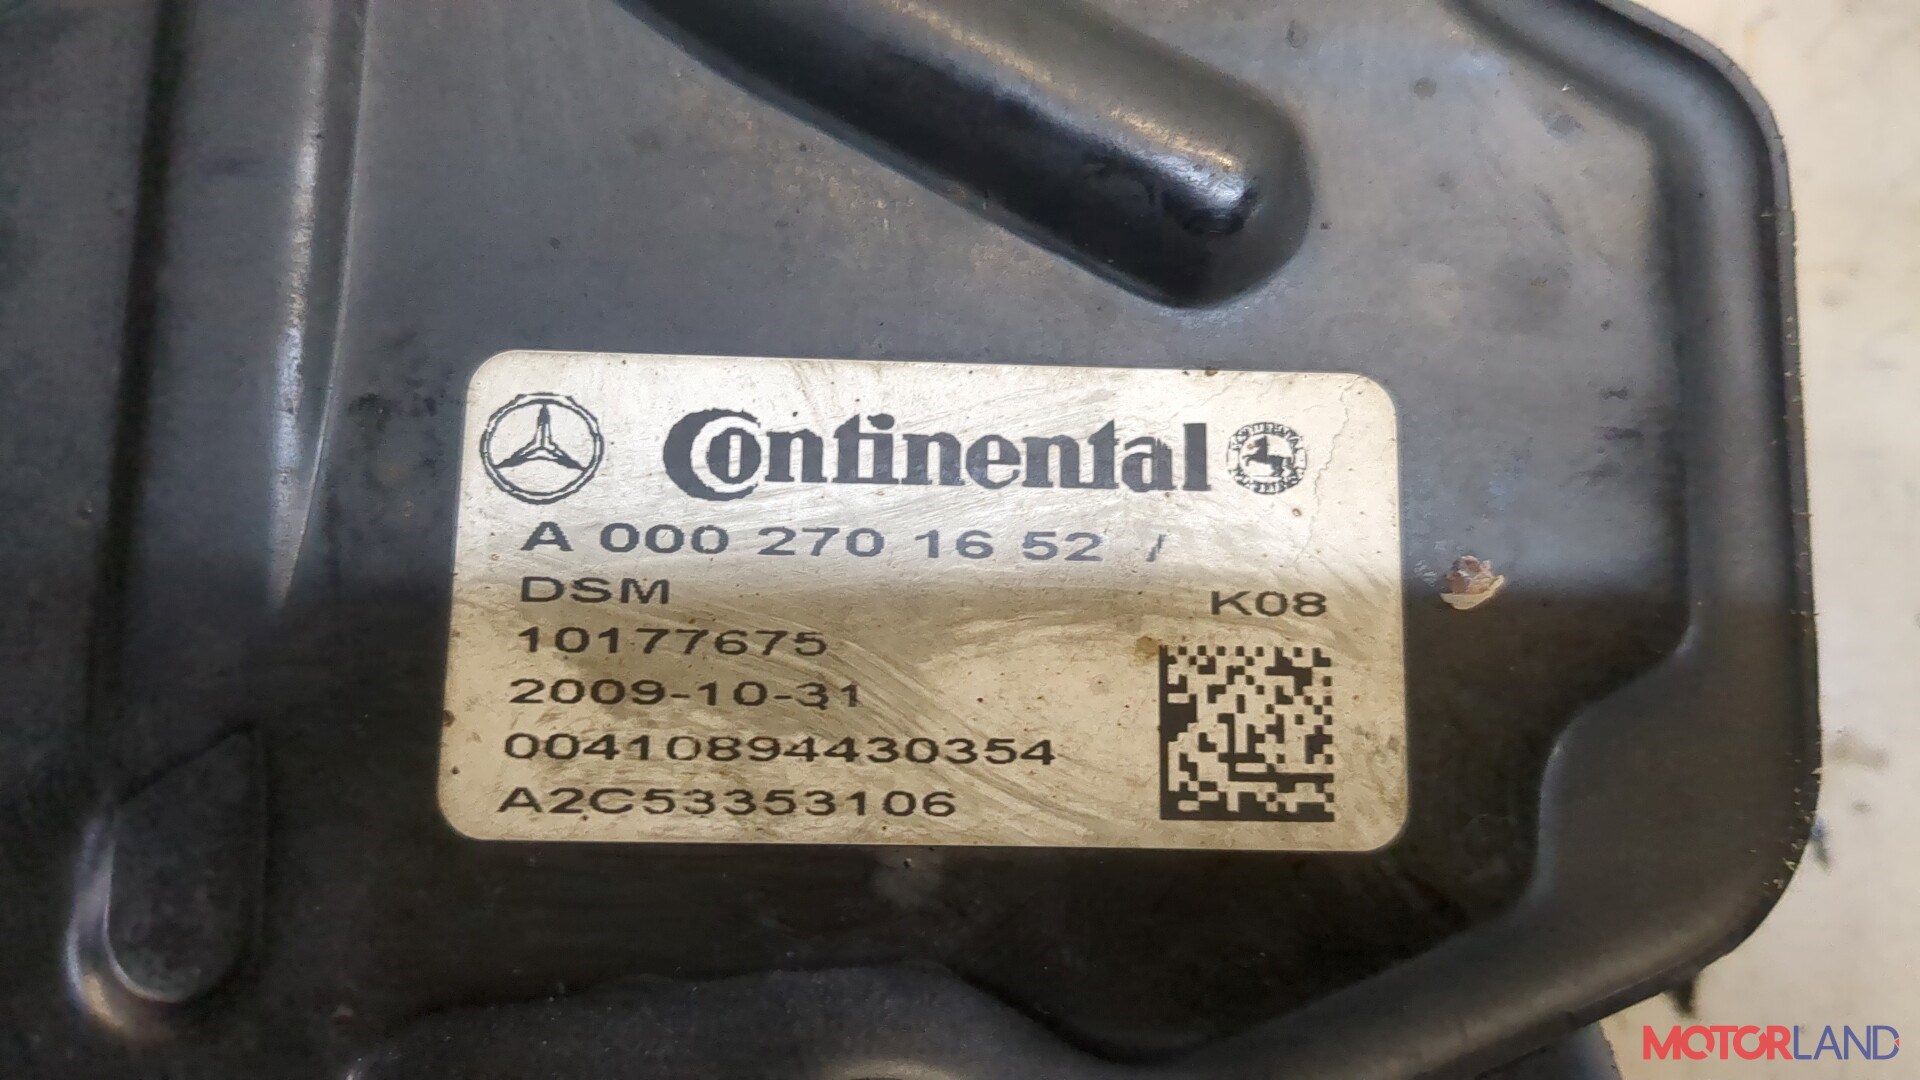 Continental
A 000 270 16 52 /
DSM
K08
10177675
2009-10-31
00410894430354
A2C53353106
MOTORLAND